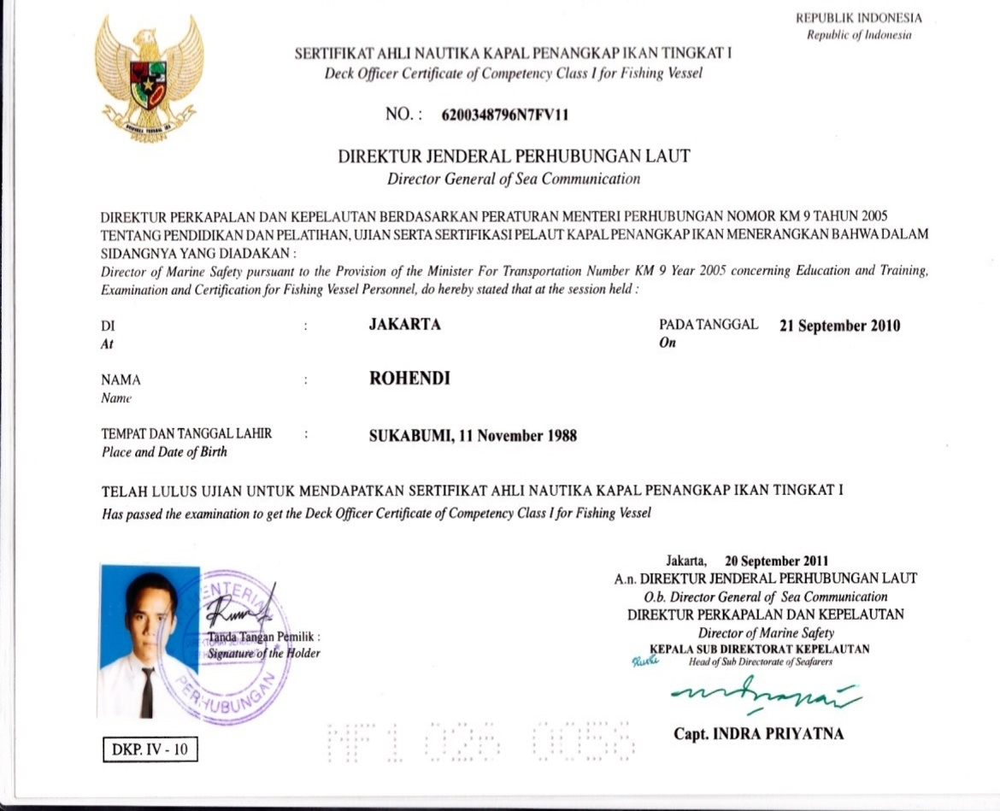 REPUBLIK INDONESIA
Republic of Indonesia
SERTIFIKAT AHLI NAUTIKA KAPAL PENANGKAP IKAN TINGKAT I
Deck Officer Certificate of Competency Class I for Fishing Vessel
NO. : 6200348796N7FV11
DIREKTUR JENDERAL PERHUBUNGAN LAUT
Director General of Sea Communication
DIREKTUR PERKAPALAN DAN KEPELAUTAN BERDASARKAN PERATURAN MENTERI PERHUBUNGAN NOMOR KM 9 TAHUN 2005
TENTANG PENDIDIKAN DAN PELATIHAN, UJIAN SERTA SERTIFIKASI PELAUT KAPAL PENANGKAP IKAN MENERANGKAN BAHWA DALAM
SIDANGNYA YANG DIADAKAN :
Director of Marine Safety pursuant to the Provision of the Minister For Transportation Number KM 9 Year 2005 concerning Education and Training,
Examination and Certification for Fishing Vessel Personnel, do hereby stated that at the session held :
DI : JAKARTA PADA TANGGAL 21 September 2010
At On
NAMA : ROHENDI
Name
TEMPAT DAN TANGGAL LAHIR : SUKABUMI, 11 November 1988
Place and Date of Birth
TELAH LULUS UJIAN UNTUK MENDAPATKAN SERTIFIKAT AHLI NAUTIKA KAPAL PENANGKAP IKAN TINGKAT I
Has passed the examination to get the Deck Officer Certificate of Competency Class I for Fishing Vessel
Jakarta, 20 September 2011
A.n. DIREKTUR JENDERAL PERHUBUNGAN LAUT
O.b. Director General of Sea Communication
DIREKTUR PERKAPALAN DAN KEPELAUTAN
Director of Marine Safety
KEPALA SUB DIREKTORAT KEPELAUTAN
Head of Sub Directorate of Seafarers
Capt. INDRA PRIYATNA
Tanda Tangan Pemilik :
Signature of the Holder
PERHUBUNGAN
DKP. IV - 10
MF1 026 0056